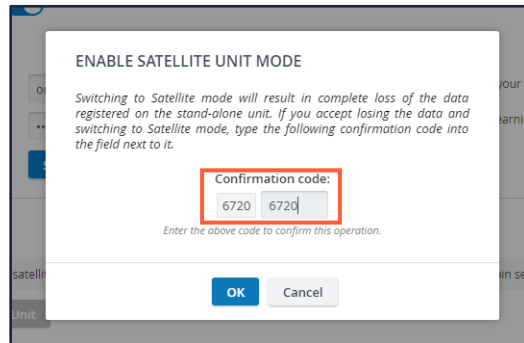 ENABLE SATELLITE UNIT MODE
your
Switching to Satellite mode will result in complete loss of the data
registered on the stand-alone unit. If you accept losing the data and
switching to Satellite mode, type the following confirmation code into
the field next to it.
Confirmation code:
6720 6720
Enter the above code to confirm this operation.
OK Cancel
Unit